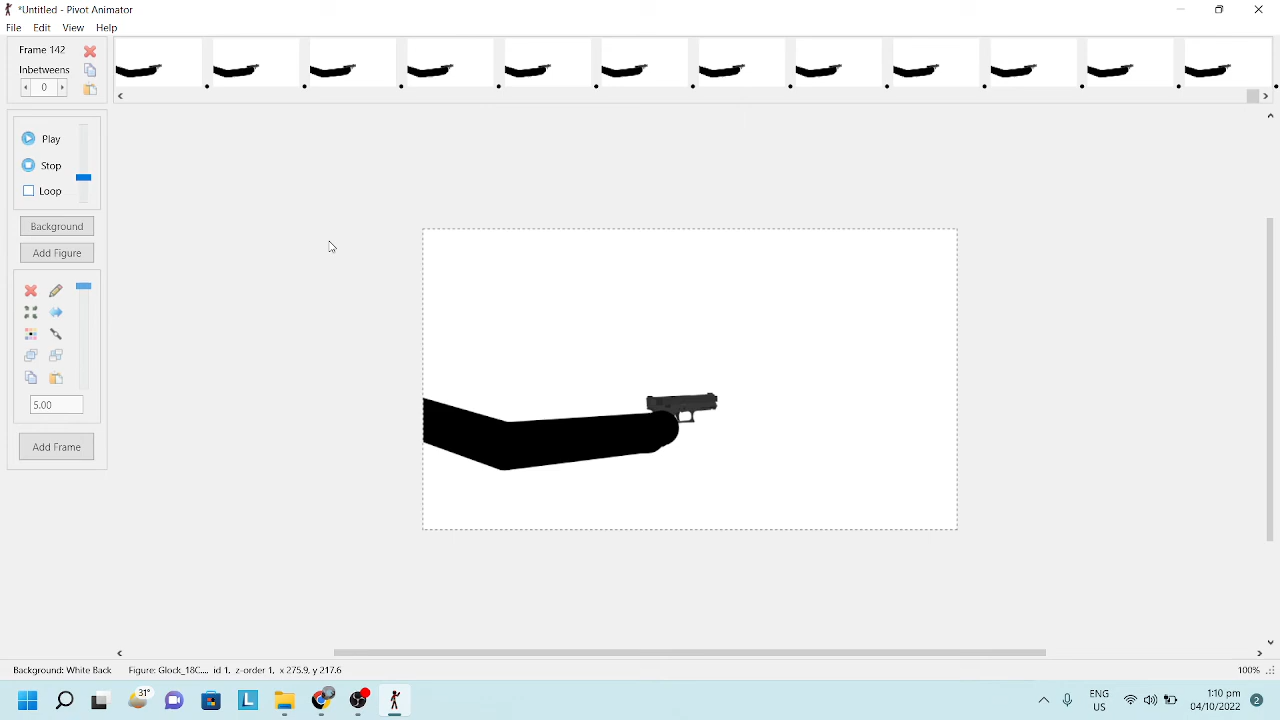 *Untitled - Pivot Animator
File Edit View Help
Frame 142
Inbetweens
0
Play
Stop
Loop
Background
Add Figure
5.00
Add Frame
Background: White Back Figure: Glock_18C.... id 1, z-order 1, x 275.9, y 217.6
100%
ENG
US
1:10 pm
04/10/2022
2